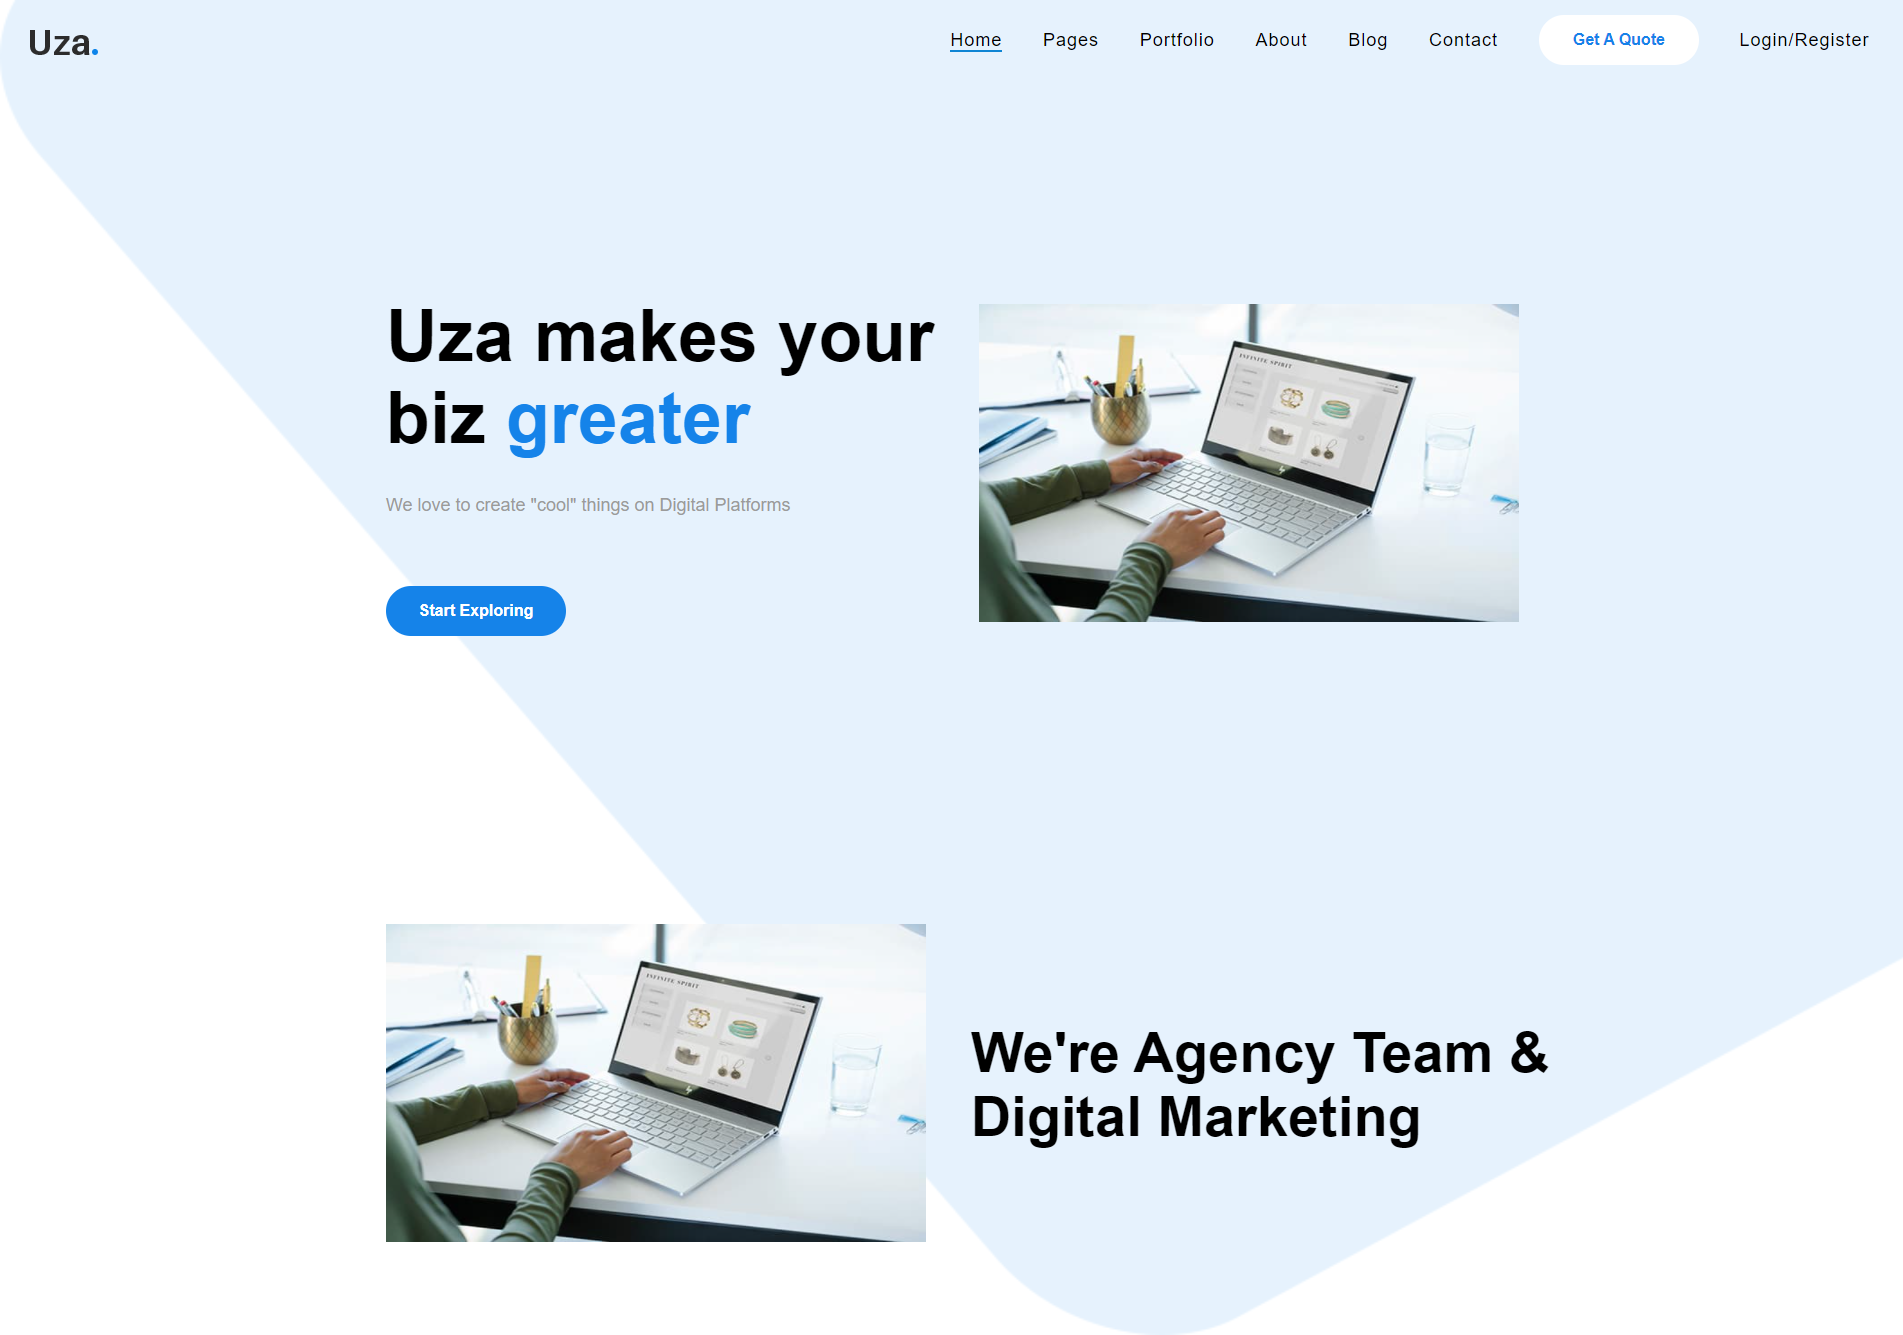 Uza.
Home Pages Portfolio About Blog Contact Get A Quote Login/Register
Uza makes your
biz greater
INFINITE SPIRIT
We love to create "cool" things on Digital Platforms
Start Exploring
INFINITE SPIRIT
We're Agency Team &
Digital Marketing